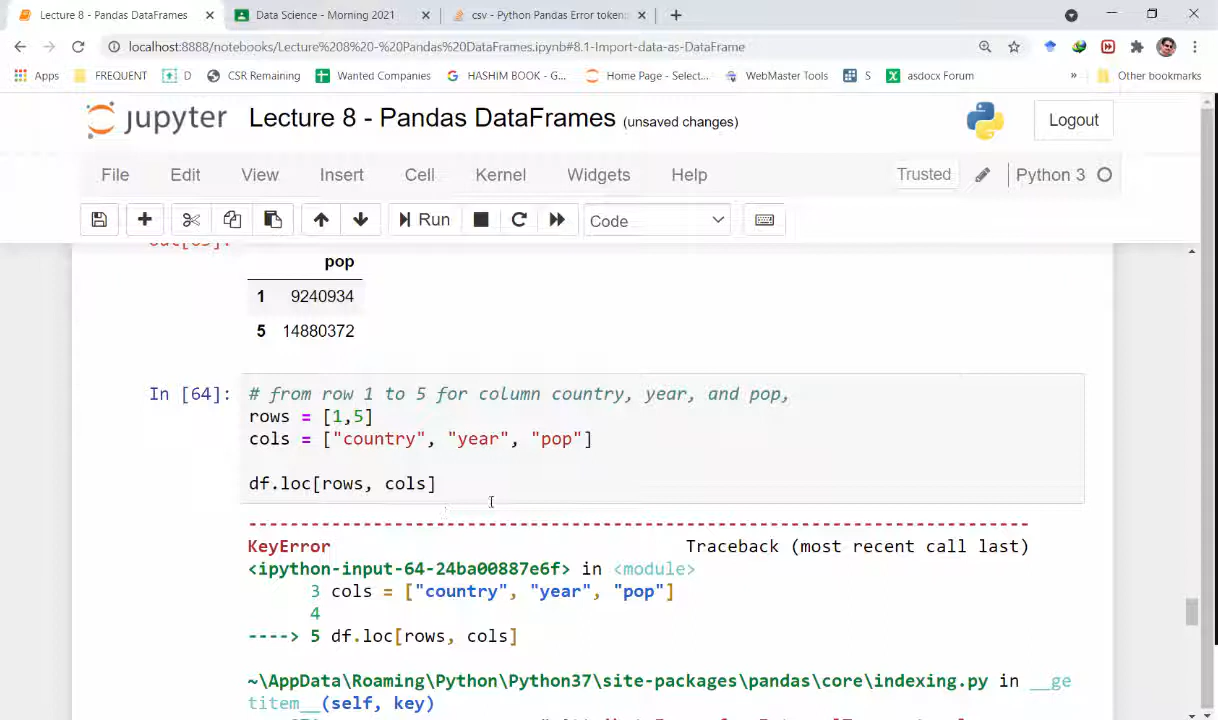 Lecture 8 - Pandas DataFrames
Data Science - Morning 2021
csv - Python Pandas Error token
localhost:8888/notebooks/Lecture%208%20-%20Pandas%20DataFrames.ipynb#8.1-Import-data-as-DataFrame
Apps FREQUENT D CSR Remaining Wanted Companies HASHIM BOOK - G... Home Page - Select... WebMaster Tools S asdocx Forum » Other bookmarks
jupyter Lecture 8 - Pandas DataFrames (unsaved changes) Logout
File Edit View Insert Cell Kernel Widgets Help Trusted Python 3
Run Code
pop
1 9240934
5 14880372
In [64]: # from row 1 to 5 for column country, year, and pop,
rows = [1,5]
cols = ["country", "year", "pop"]
df.loc[rows, cols]
---------------------------------------------------------------------------
KeyError Traceback (most recent call last)
<ipython-input-64-24ba00887e6f> in <module>
3 cols = ["country", "year", "pop"]
4
----> 5 df.loc[rows, cols]
~\AppData\Roaming\Python\Python37\site-packages\pandas\core\indexing.py in __ge
titem__(self, key)